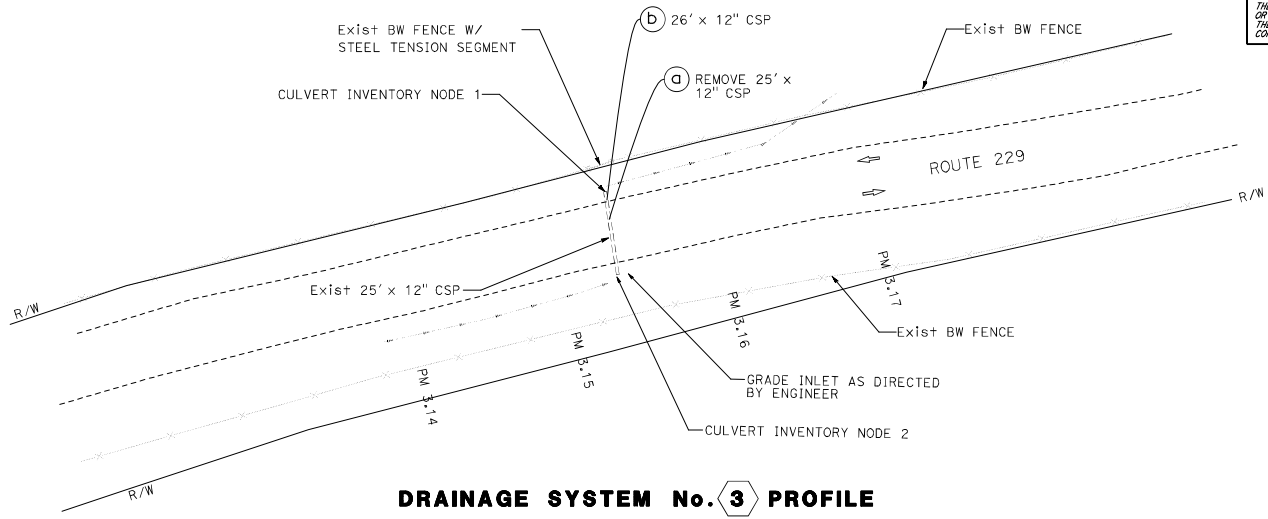 b 26' x 12" CSP
Exist BW FENCE W/
STEEL TENSION SEGMENT
Exist BW FENCE
a REMOVE 25' x
12" CSP
CULVERT INVENTORY NODE 1
ROUTE 229
R/W
Exist 25' x 12" CSP
R/W
PM 3.17
PM 3.16
PM 3.15
PM 3.14
Exist BW FENCE
GRADE INLET AS DIRECTED
BY ENGINEER
CULVERT INVENTORY NODE 2
R/W
DRAINAGE SYSTEM No. 3 PROFILE